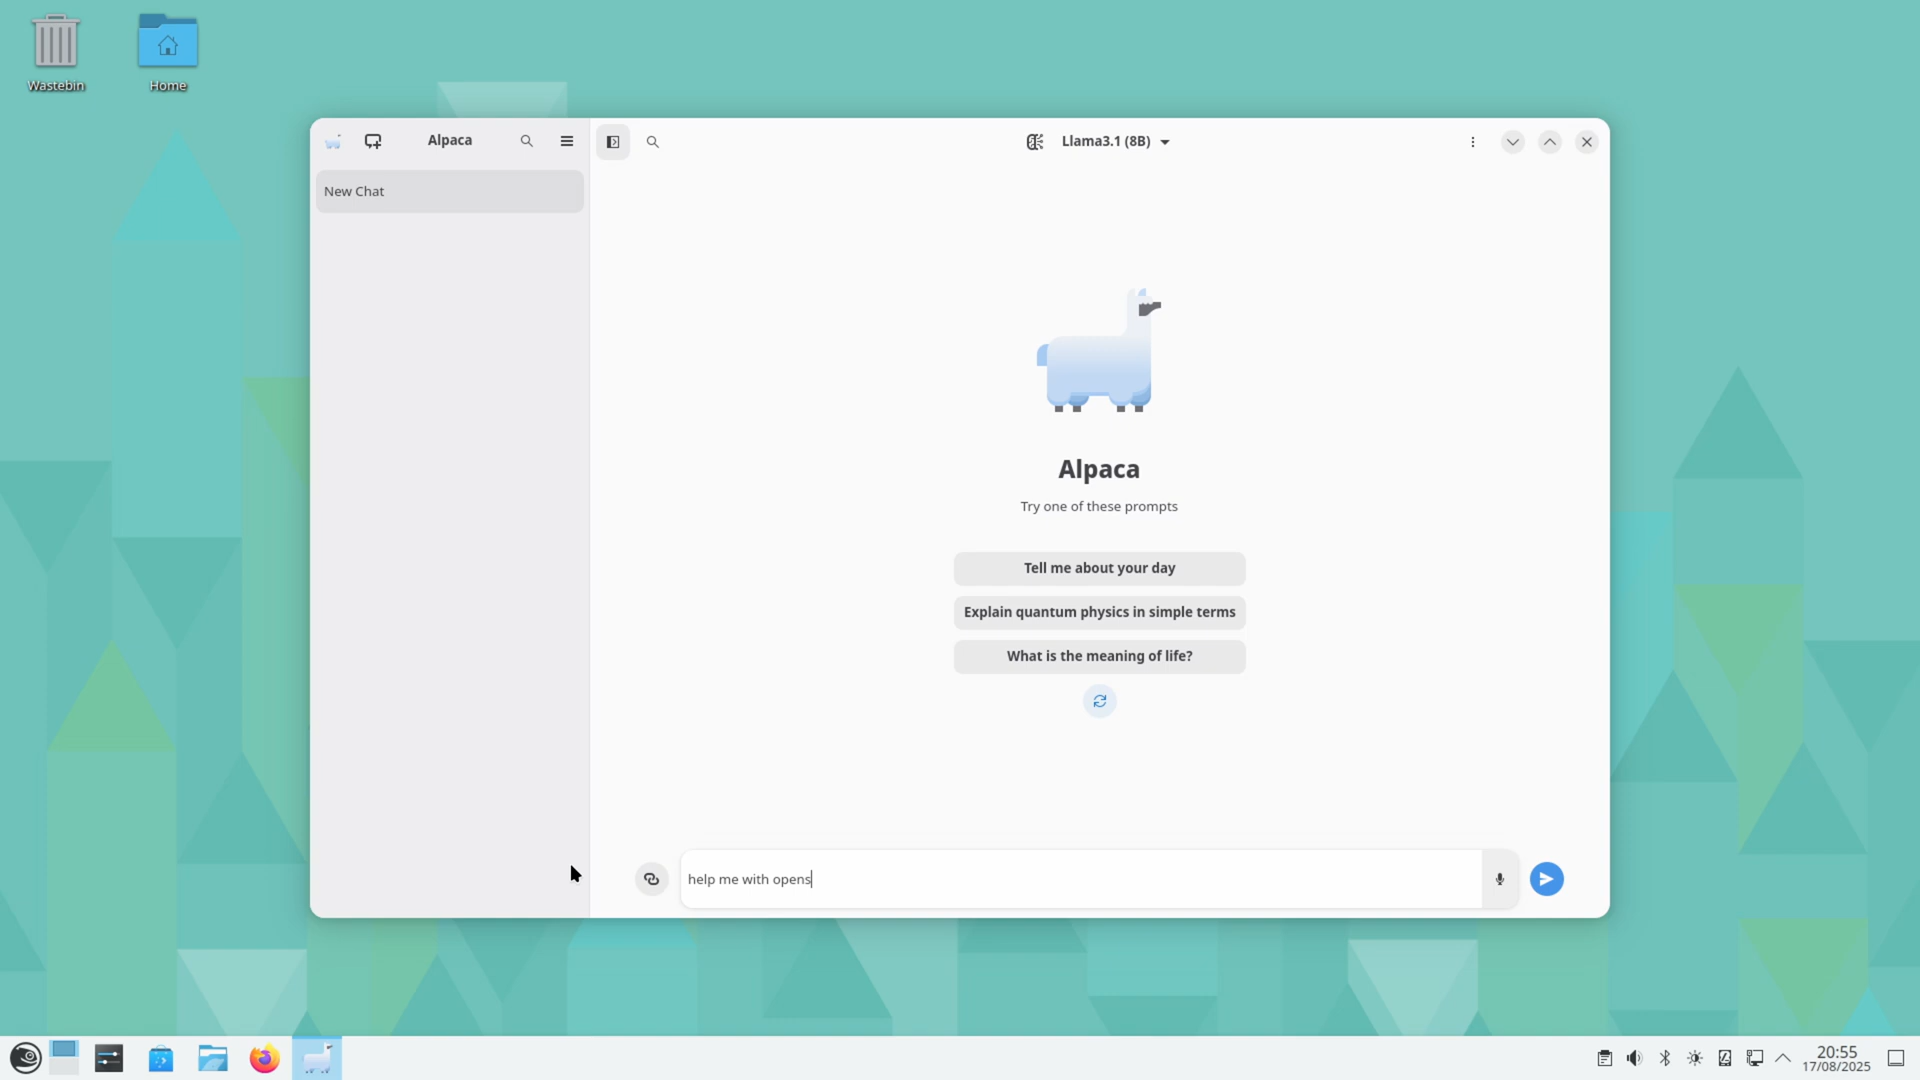 Wastebin
Home
Alpaca
Llama3.1 (8B)
New Chat
Alpaca
Try one of these prompts
Tell me about your day
Explain quantum physics in simple terms
What is the meaning of life?
help me with opens
20:55
17/08/2025